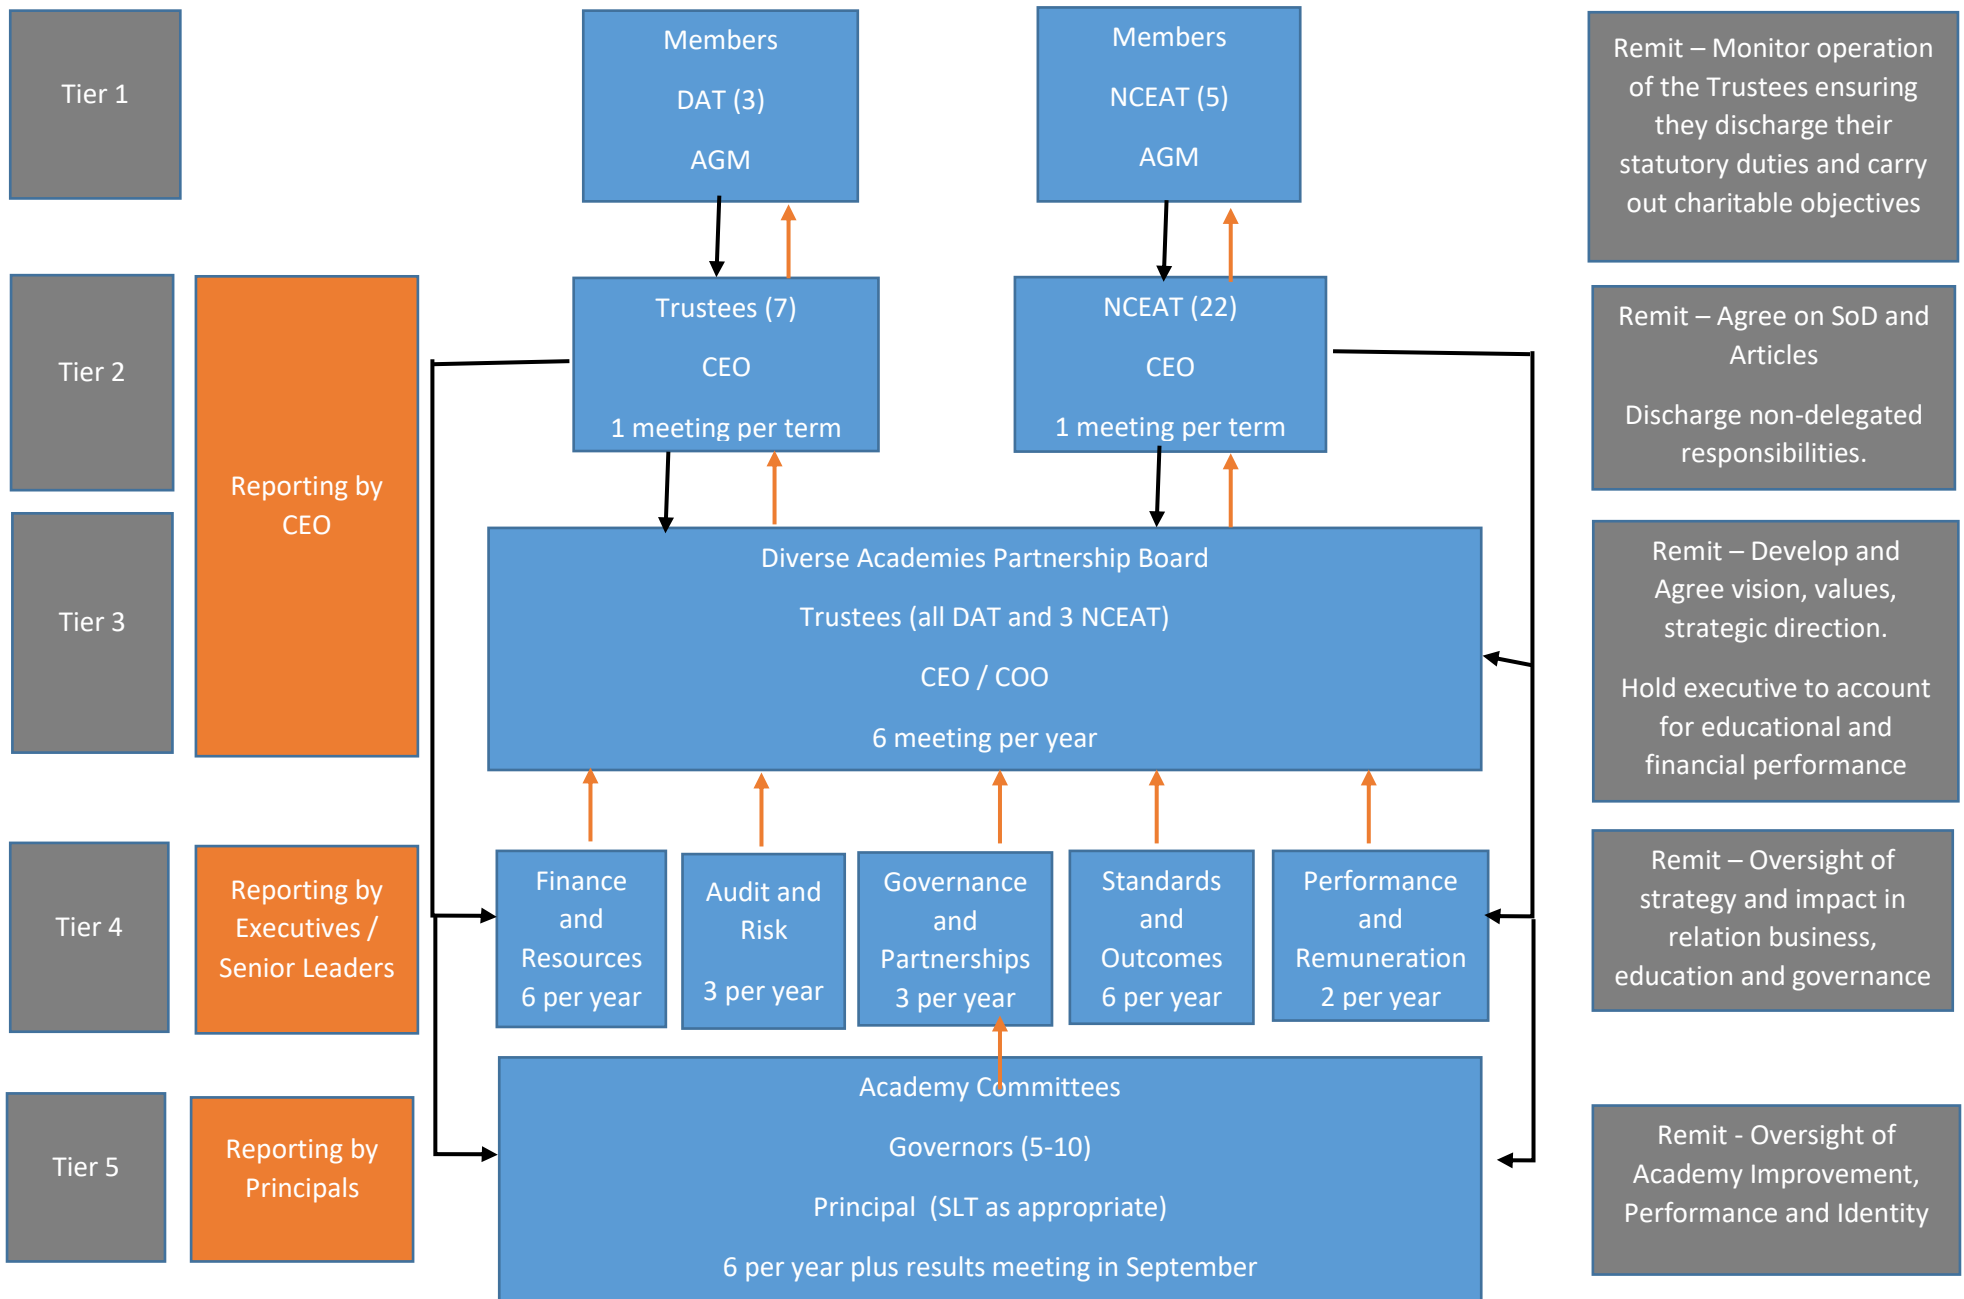 Tier 1
Members
DAT (3)
AGM
Members
NCEAT (5)
AGM
Remit – Monitor operation
of the Trustees ensuring
they discharge their
statutory duties and carry
out charitable objectives
Tier 2
Reporting by
CEO
Trustees (7)
CEO
1 meeting per term
NCEAT (22)
CEO
1 meeting per term
Remit – Agree on SoD and
Articles
Discharge non-delegated
responsibilities.
Tier 3
Diverse Academies Partnership Board
Trustees (all DAT and 3 NCEAT)
CEO / COO
6 meeting per year
Remit – Develop and
Agree vision, values,
strategic direction.
Hold executive to account
for educational and
financial performance
Tier 4
Reporting by
Executives /
Senior Leaders
Finance
and
Resources
6 per year
Audit and
Risk
3 per year
Governance
and
Partnerships
3 per year
Standards
and
Outcomes
6 per year
Performance
and
Remuneration
2 per year
Remit – Oversight of
strategy and impact in
relation business,
education and governance
Tier 5
Reporting by
Principals
Academy Committees
Governors (5-10)
Principal  (SLT as appropriate)
6 per year plus results meeting in September
Remit - Oversight of
Academy Improvement,
Performance and Identity